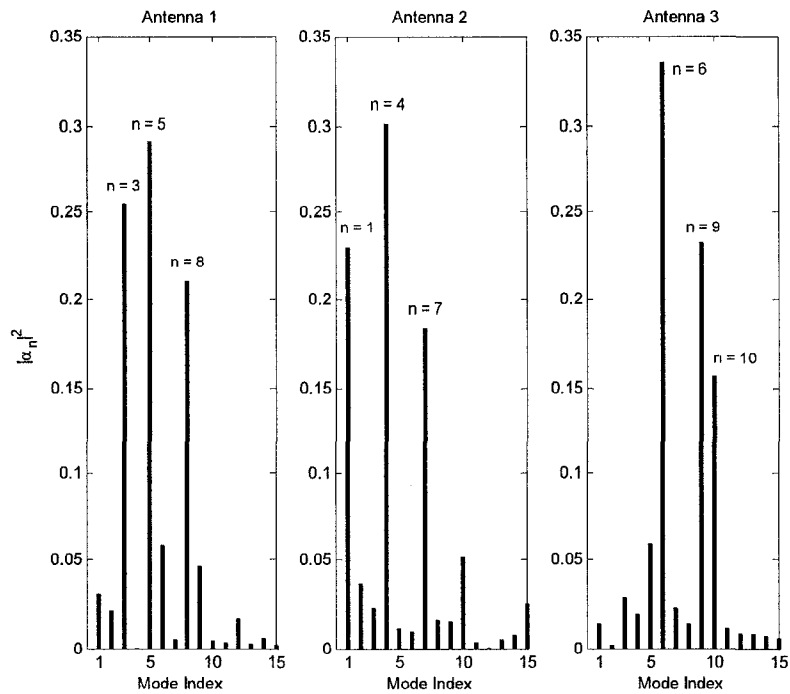 Antenna 1
0.35
0.3
0.25
0.2
0.15
0.1
0.05
0
|α_n|^2
n = 3
n = 5
n = 8
1
5
10
15
Mode Index
Antenna 2
0.35
0.3
0.25
0.2
0.15
0.1
0.05
0
n = 1
n = 4
n = 7
1
5
10
15
Mode Index
Antenna 3
0.35
0.3
0.25
0.2
0.15
0.1
0.05
0
n = 6
n = 9
n = 10
1
5
10
15
Mode Index